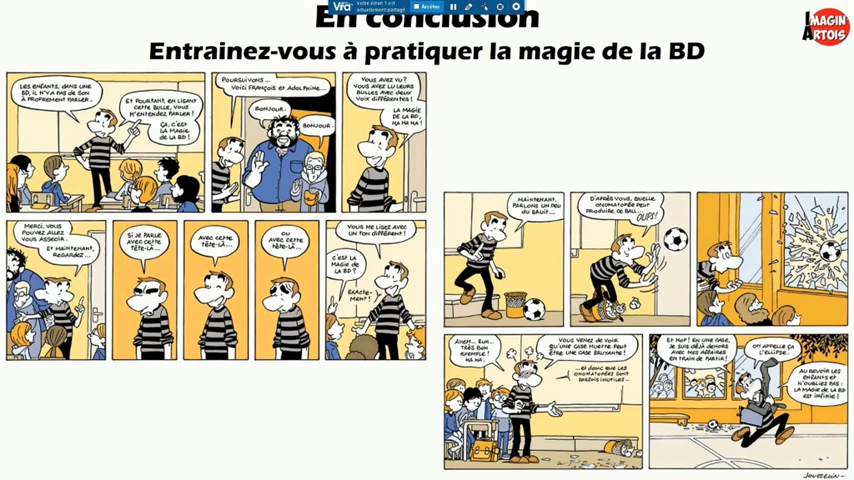 En conclusion
Vfa
Votre écran 1 est
actuellement partagé
Arrêter
IMAGIN
ARTOIS
Entrainez-vous à pratiquer la magie de la BD
LES ENFANTS, DANS UNE
BD, IL N'Y A PAS DE SON
À PROPREMENT PARLER.
ET POURTANT, EN LISANT
CETTE BULLE, VOUS
M'ENTENDEZ PARLER !
ÇA, C'EST
LA MAGIE
DE LA BD !
POURSUIVONS...
VOICI FRANÇOIS ET ADOLPHINE...
BONJOUR.
BONJOUR.
VOUS AVEZ VU ?
VOUS AVEZ LU LEURS
BULLES AVEC DEUX
VOIX DIFFÉRENTES !
LA MAGIE
DE LA BD,
HA HA HA !
MERCI, VOUS
POUVEZ ALLEZ
VOUS ASSEOIR.
ET MAINTENANT,
REGARDEZ...
SI JE PARLE
AVEC CETTE
TÊTE-LÀ...
AVEC CETTE
TÊTE-LÀ...
OU
AVEC CETTE
TÊTE-LÀ...
VOUS ME LISEZ AVEC
UN TON DIFFÉRENT !
C'EST LA
MAGIE DE
LA BD ?
EXACTE-
MENT !
MAINTENANT,
PARLONS UN PEU
DU BRUIT...
D'APRÈS VOUS, QUELLE
ONOMATOPÉE PEUT
PRODUIRE CE BALL...
OUPS !
AHEM... EUH...
TRÈS BON
EXEMPLE !
HA HA.
VOUS VENEZ DE VOIR
QU'UNE CASE MUETTE PEUT
ÊTRE UNE CASE BRUYANTE !
...ET DONC QUE LES
ONOMATOPÉES SONT
PARFOIS INUTILES...
ET HOP ! EN UNE CASE,
JE SUIS DÉJÀ DEHORS
AVEC MES AFFAIRES
EN TRAIN DE PARTIR !
ON APPELLE ÇA
L'ELLIPSE.
AU REVOIR LES
ENFANTS ET
N'OUBLIEZ PAS :
LA MAGIE DE LA BD
EST INFINIE !
JOUSSELIN